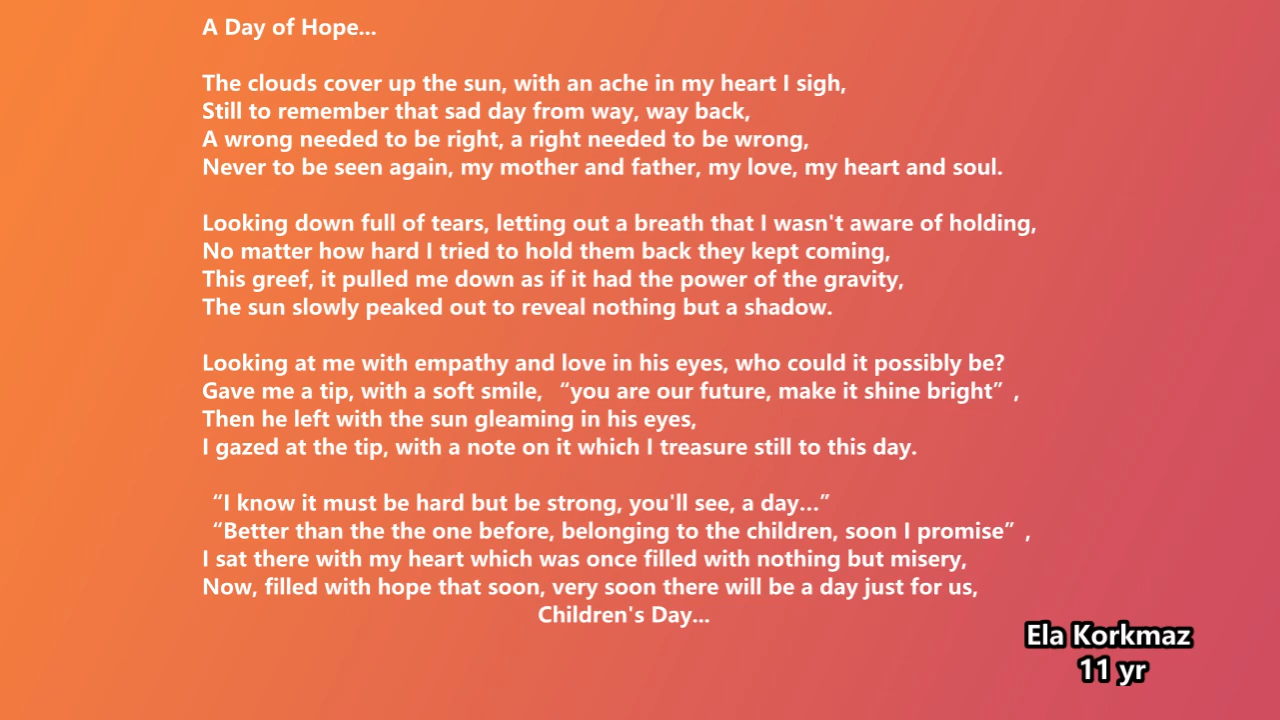 A Day of Hope...
The clouds cover up the sun, with an ache in my heart I sigh,
Still to remember that sad day from way, way back,
A wrong needed to be right, a right needed to be wrong,
Never to be seen again, my mother and father, my love, my heart and soul.
Looking down full of tears, letting out a breath that I wasn't aware of holding,
No matter how hard I tried to hold them back they kept coming,
This greef, it pulled me down as if it had the power of the gravity,
The sun slowly peaked out to reveal nothing but a shadow.
Looking at me with empathy and love in his eyes, who could it possibly be?
Gave me a tip, with a soft smile, “you are our future, make it shine bright” ,
Then he left with the sun gleaming in his eyes,
I gazed at the tip, with a note on it which I treasure still to this day.
“I know it must be hard but be strong, you'll see, a day...”
“Better than the the one before, belonging to the children, soon I promise” ,
I sat there with my heart which was once filled with nothing but misery,
Now, filled with hope that soon, very soon there will be a day just for us,
Children's Day...
Ela Korkmaz
11 yr